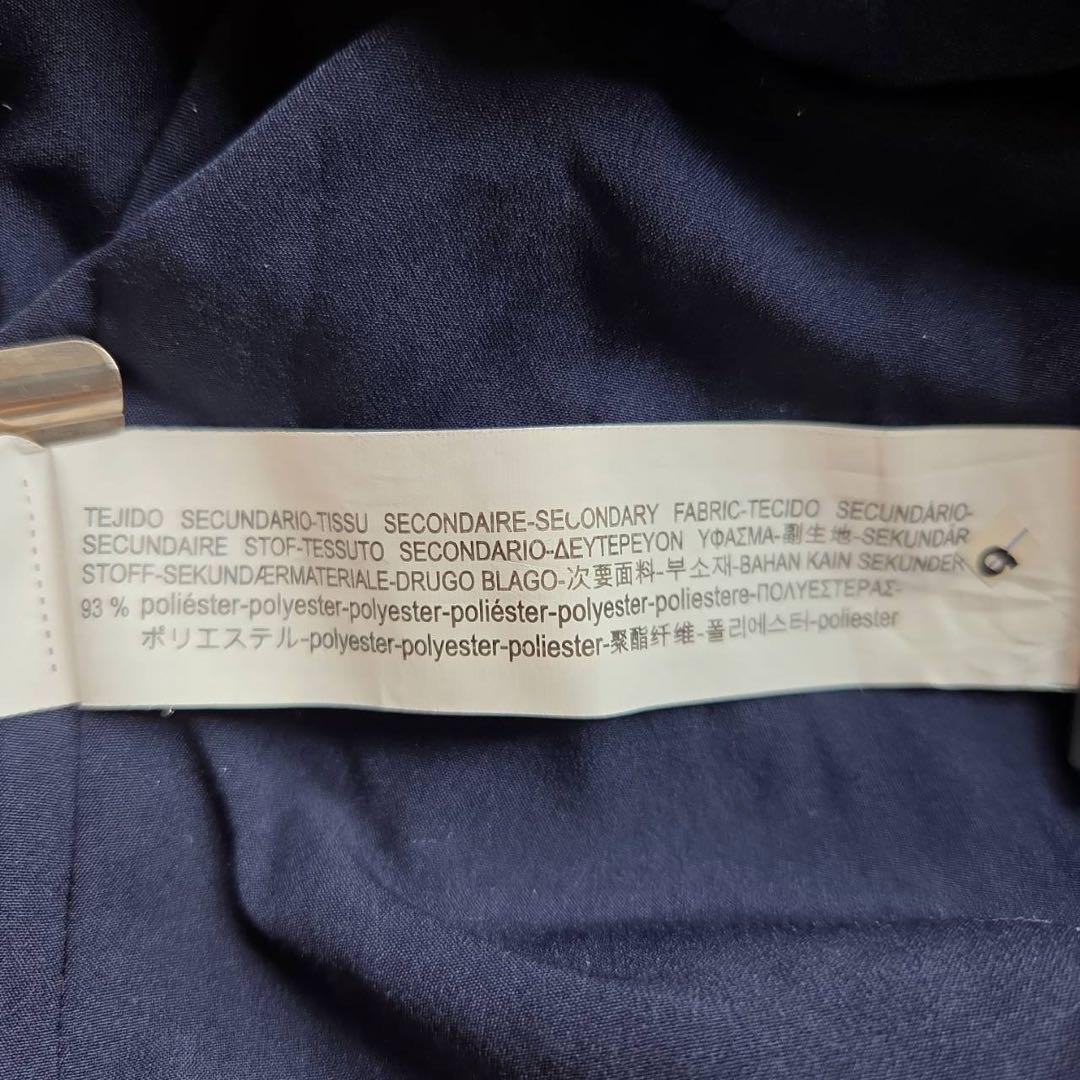 TEJIDO SECUNDARIO-TISSU SECONDAIRE-SECONDARY FABRIC-TECIDO SECUNDÁRIO-
SECUNDAIRE STOF-TESSUTO SECONDARIO-ΔΕΥΤΕΡΕΥΟΝ ΥΦΑΣΜΑ-副生地-SEKUNDÄR
STOFF-SEKUNDÆRMATERIALE-DRUGO BLAGO-次要面料-부소재-BAHAN KAIN SEKUNDER
93 % poliéster-polyester-polyester-poliéster-polyester-poliestere-ΠΟΛΥΕΣΤΕΡΑΣ-
ポリエステル-polyester-polyester-poliester-聚酯纤维-폴리에스터-poliester